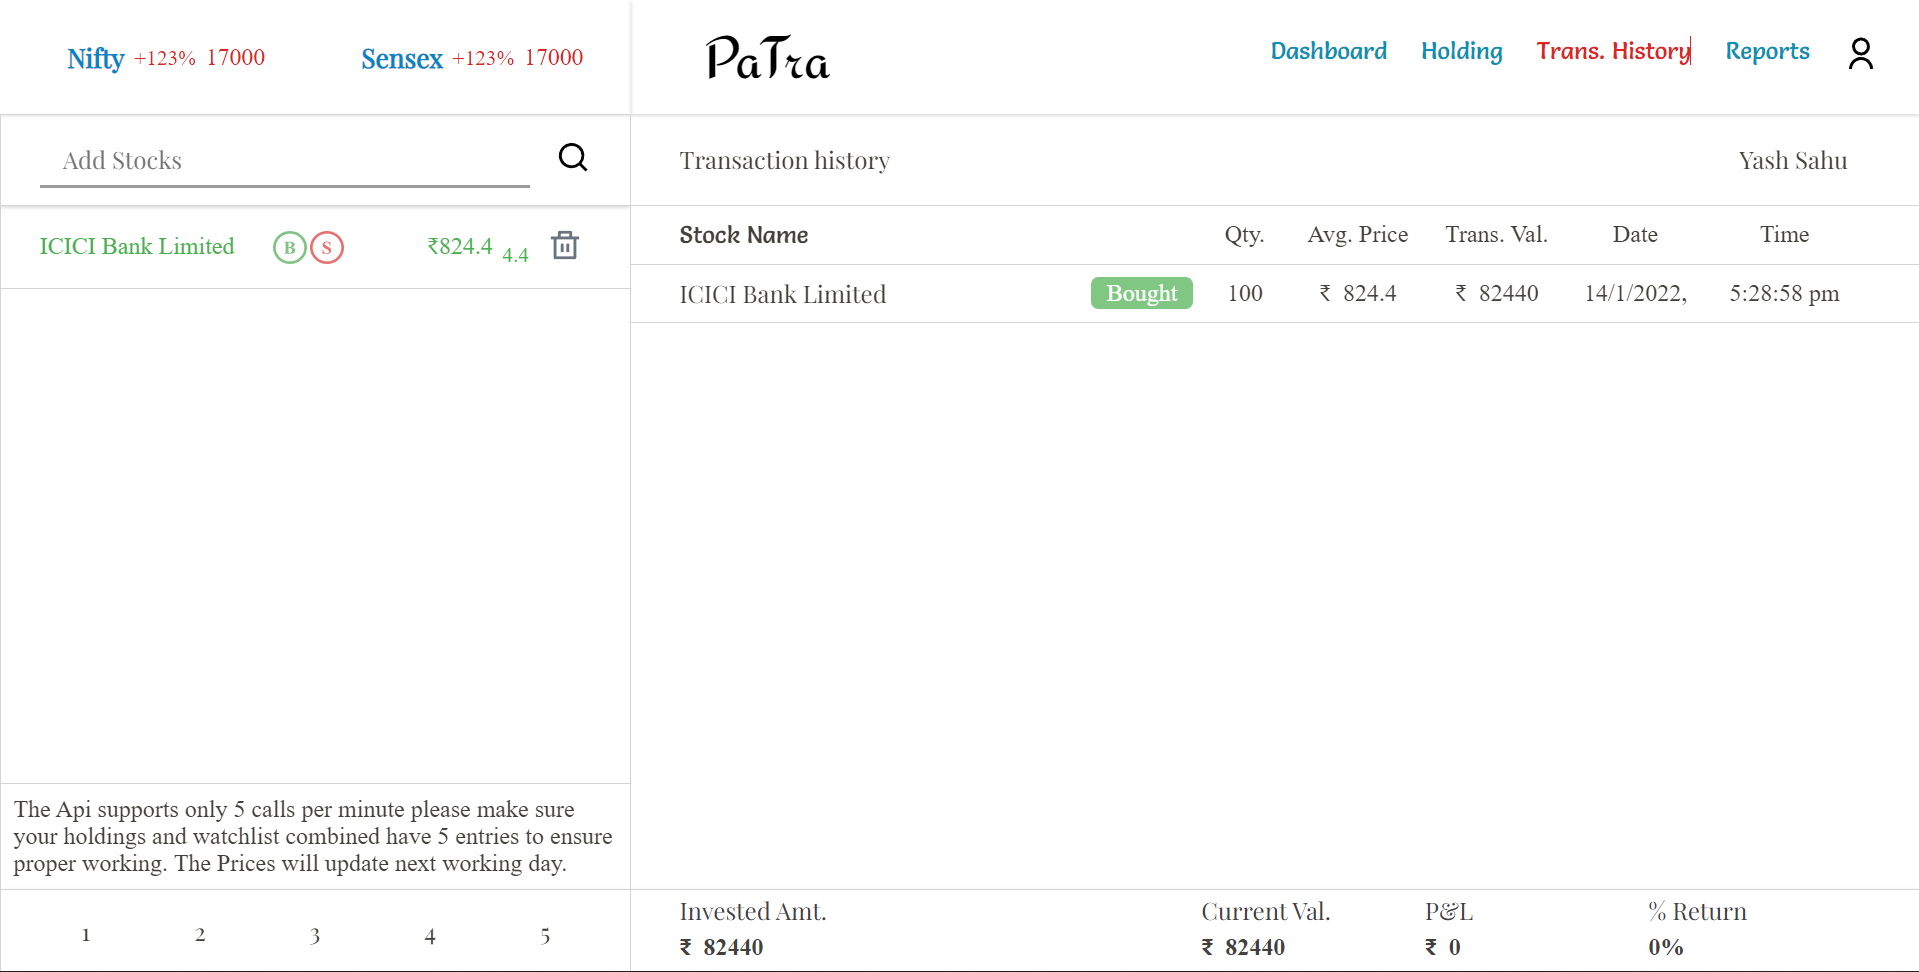 Nifty +123% 17000 Sensex +123% 17000
PaTra
Dashboard Holding Trans. History Reports
Add Stocks
ICICI Bank Limited B S ₹824.4 4.4
The Api supports only 5 calls per minute please make sure
your holdings and watchlist combined have 5 entries to ensure
proper working. The Prices will update next working day.
1 2 3 4 5
Transaction history Yash Sahu
Stock Name Qty. Avg. Price Trans. Val. Date Time
ICICI Bank Limited Bought 100 ₹ 824.4 ₹ 82440 14/1/2022, 5:28:58 pm
Invested Amt. Current Val. P&L % Return
₹ 82440 ₹ 82440 ₹ 0 0%